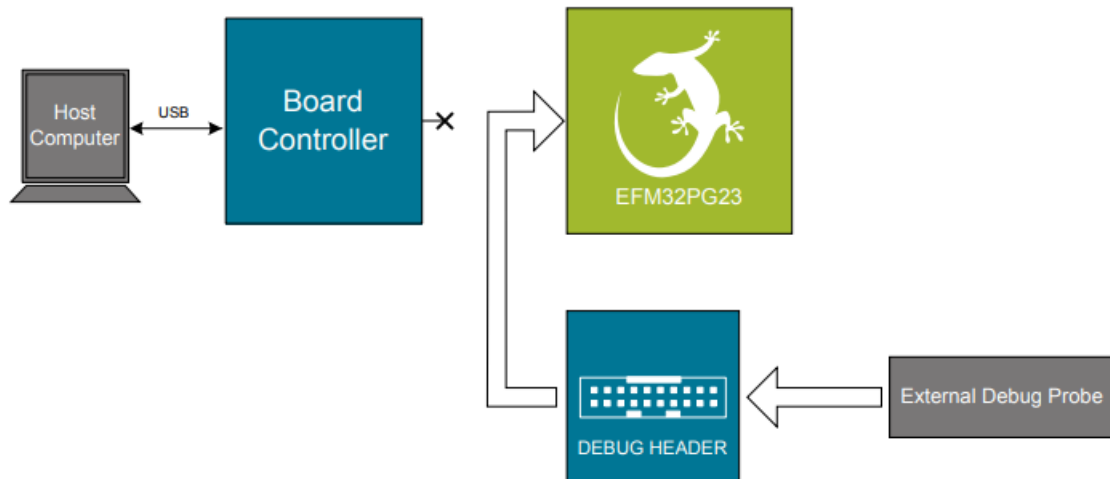 Host
Computer
USB
Board
Controller
EFM32PG23
DEBUG HEADER
External Debug Probe